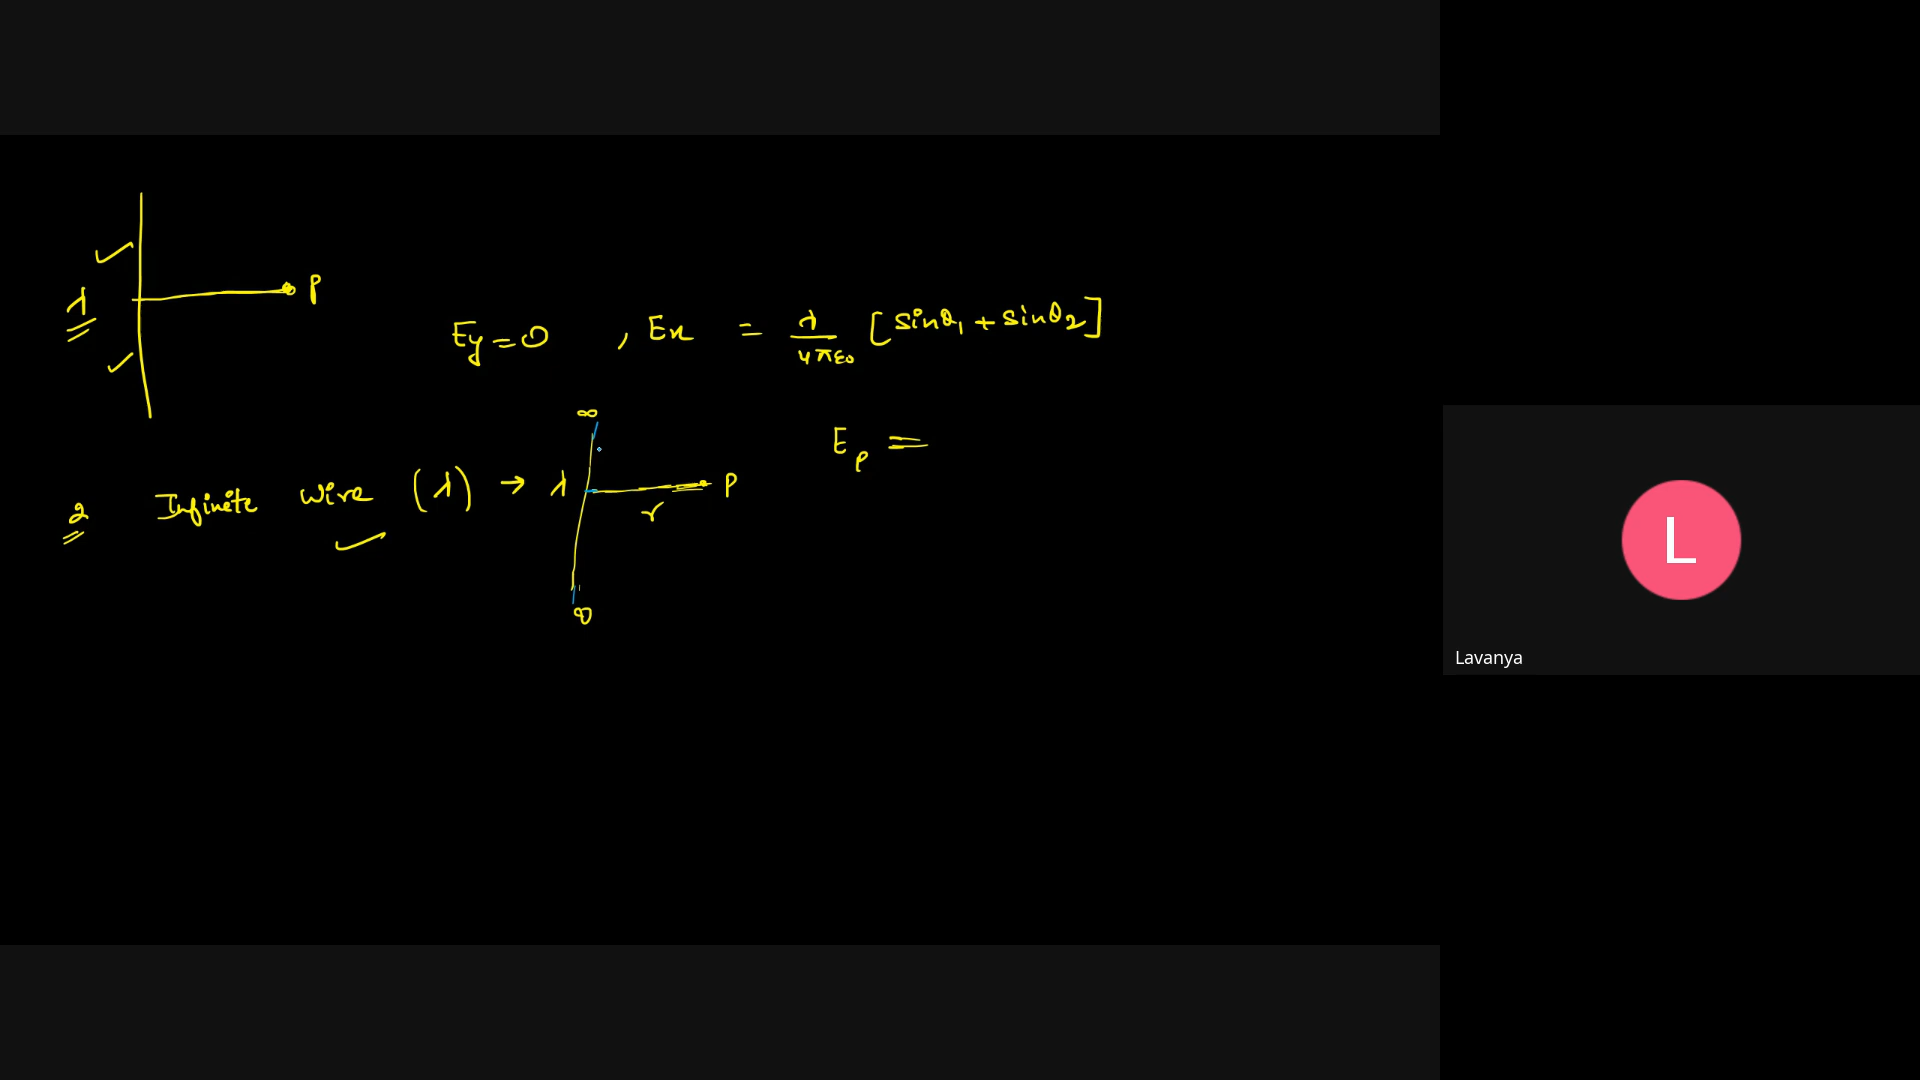 P
λ
Ey = 0 , Ex = λ/4πε0 [sinθ1 + sinθ2]
∞
Ep =
2 Infinite wire (λ) → λ P
r
∞
L
Lavanya